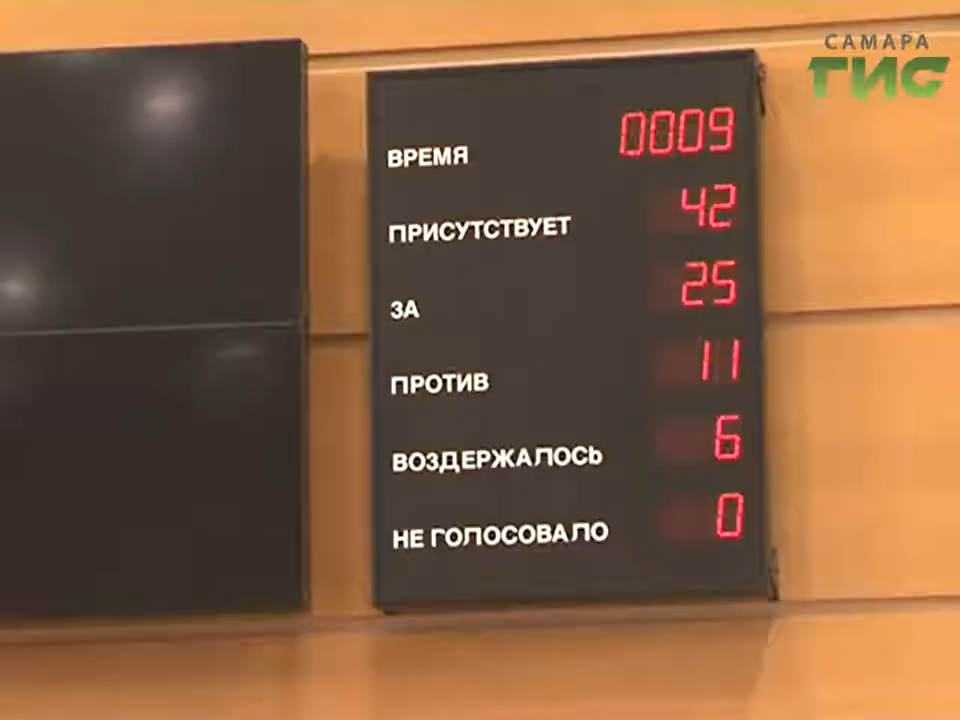 САМАРА
ГИС
ВРЕМЯ 0009
ПРИСУТСТВУЕТ 42
ЗА 25
ПРОТИВ 11
ВОЗДЕРЖАЛОСЬ 6
НЕ ГОЛОСОВАЛО 0